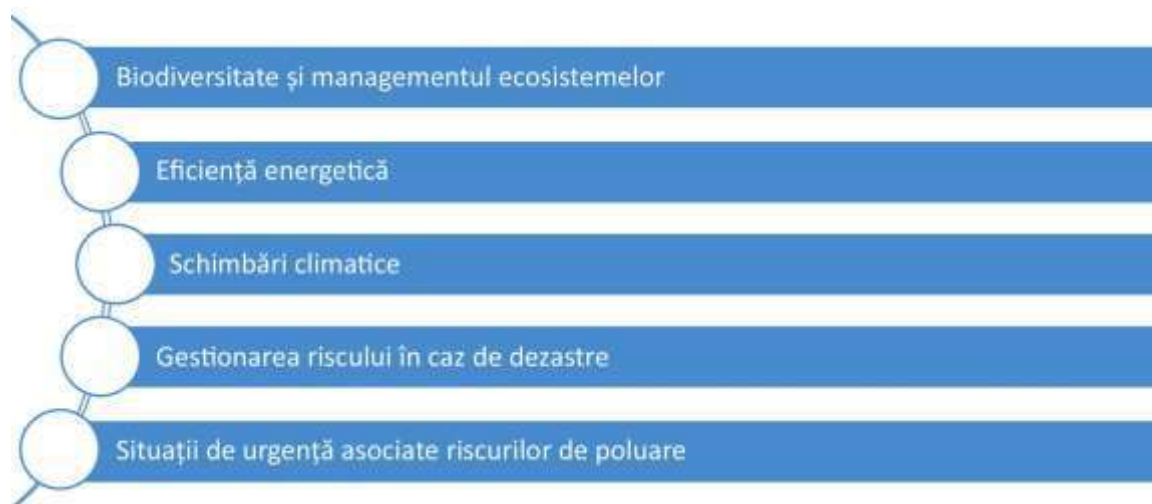 Biodiversitate și managementul ecosistemelor
Eficiență energetică
Schimbări climatice
Gestionarea riscului în caz de dezastre
Situații de urgență asociate riscurilor de poluare